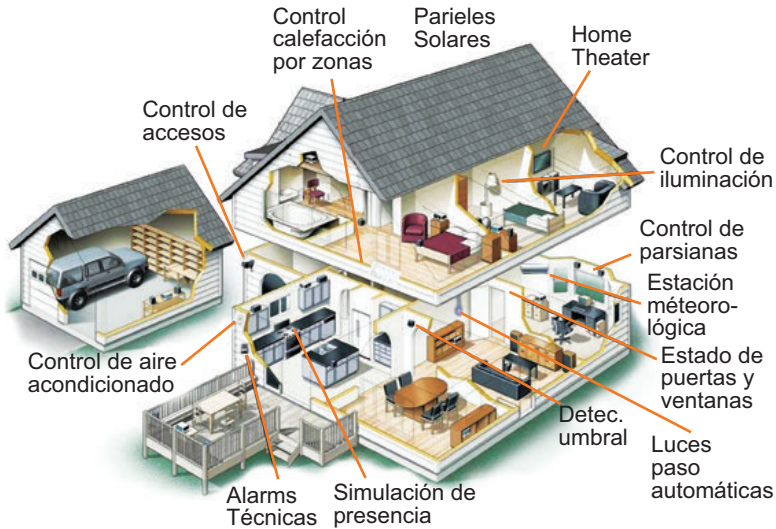 Control
calefacción
por zonas
Parieles
Solares
Home
Theater
Control de
accesos
Control de
iluminación
Control de
parsianas
Estación
méteoro-
lógica
Estado de
puertas y
ventanas
Control de aire
acondicionado
Detec.
umbral
Luces
paso
automáticas
Alarms
Técnicas
Simulación de
presencia